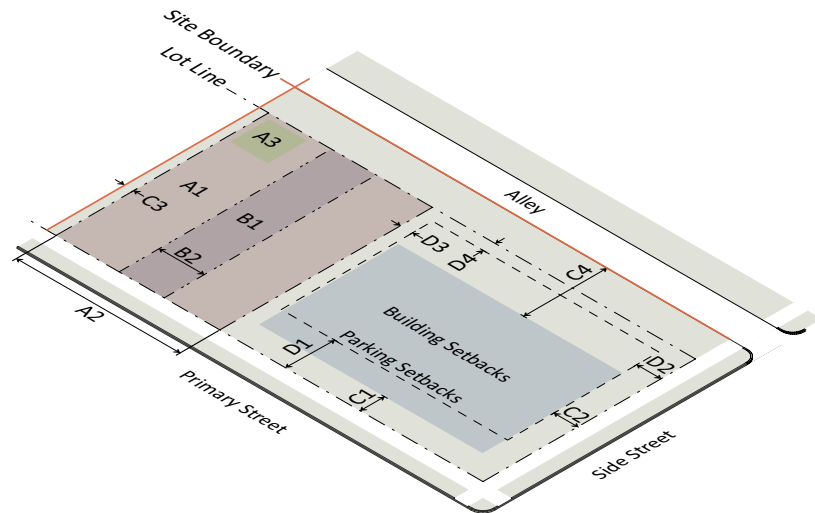 Site Boundary
Lot Line
A3
A1
C3
B1
B2
A2
Alley
D3
D4
C4
Building Setbacks
Parking Setbacks
D1
D2
C1
C2
Primary Street
Side Street